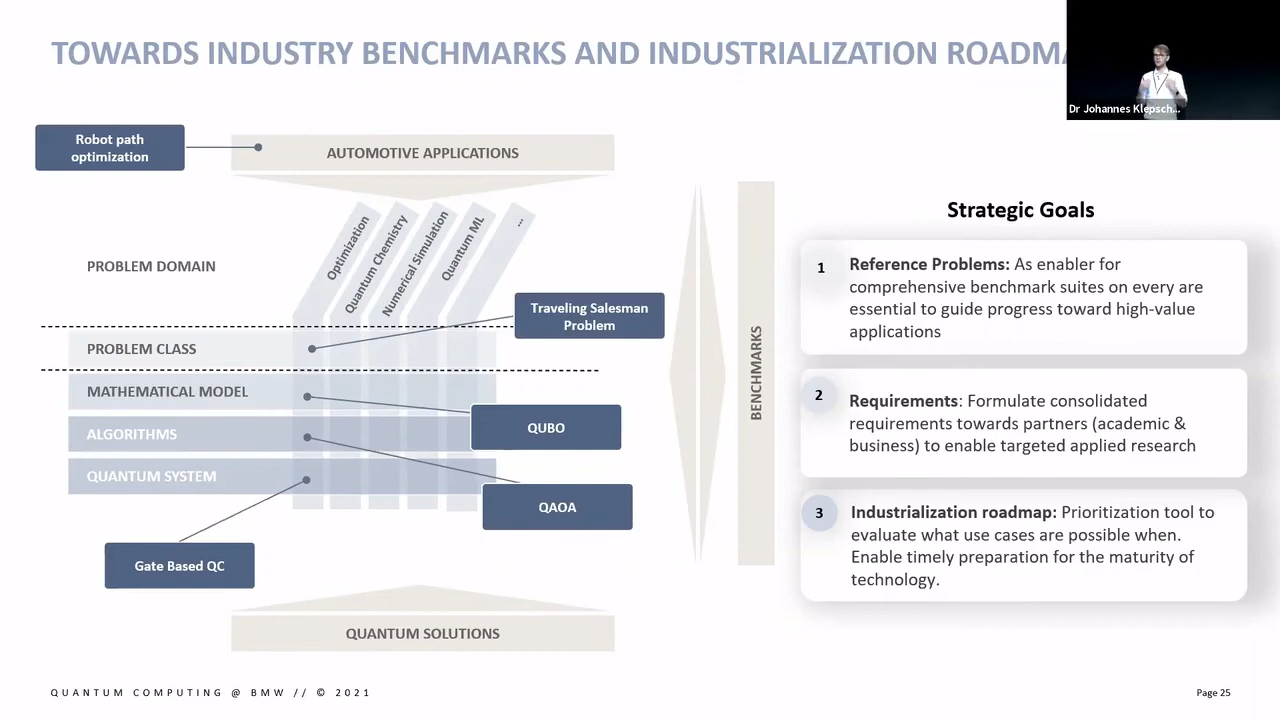 TOWARDS INDUSTRY BENCHMARKS AND INDUSTRIALIZATION
Dr Johannes Klepsch...
Robot path
optimization
AUTOMOTIVE APPLICATIONS
PROBLEM DOMAIN
Optimization
Quantum Chemistry
Numerical Simulation
Quantum ML
...
Traveling Salesman
Problem
PROBLEM CLASS
MATHEMATICAL MODEL
QUBO
ALGORITHMS
QUANTUM SYSTEM
QAOA
Gate Based QC
QUANTUM SOLUTIONS
BENCHMARKS
Strategic Goals
1
Reference Problems: As enabler for
comprehensive benchmark suites on every are
essential to guide progress toward high-value
applications
2
Requirements: Formulate consolidated
requirements towards partners (academic &
business) to enable targeted applied research
3
Industrialization roadmap: Prioritization tool to
evaluate what use cases are possible when.
Enable timely preparation for the maturity of
technology.
QUANTUM COMPUTING @ BMW // © 2021
Page 25